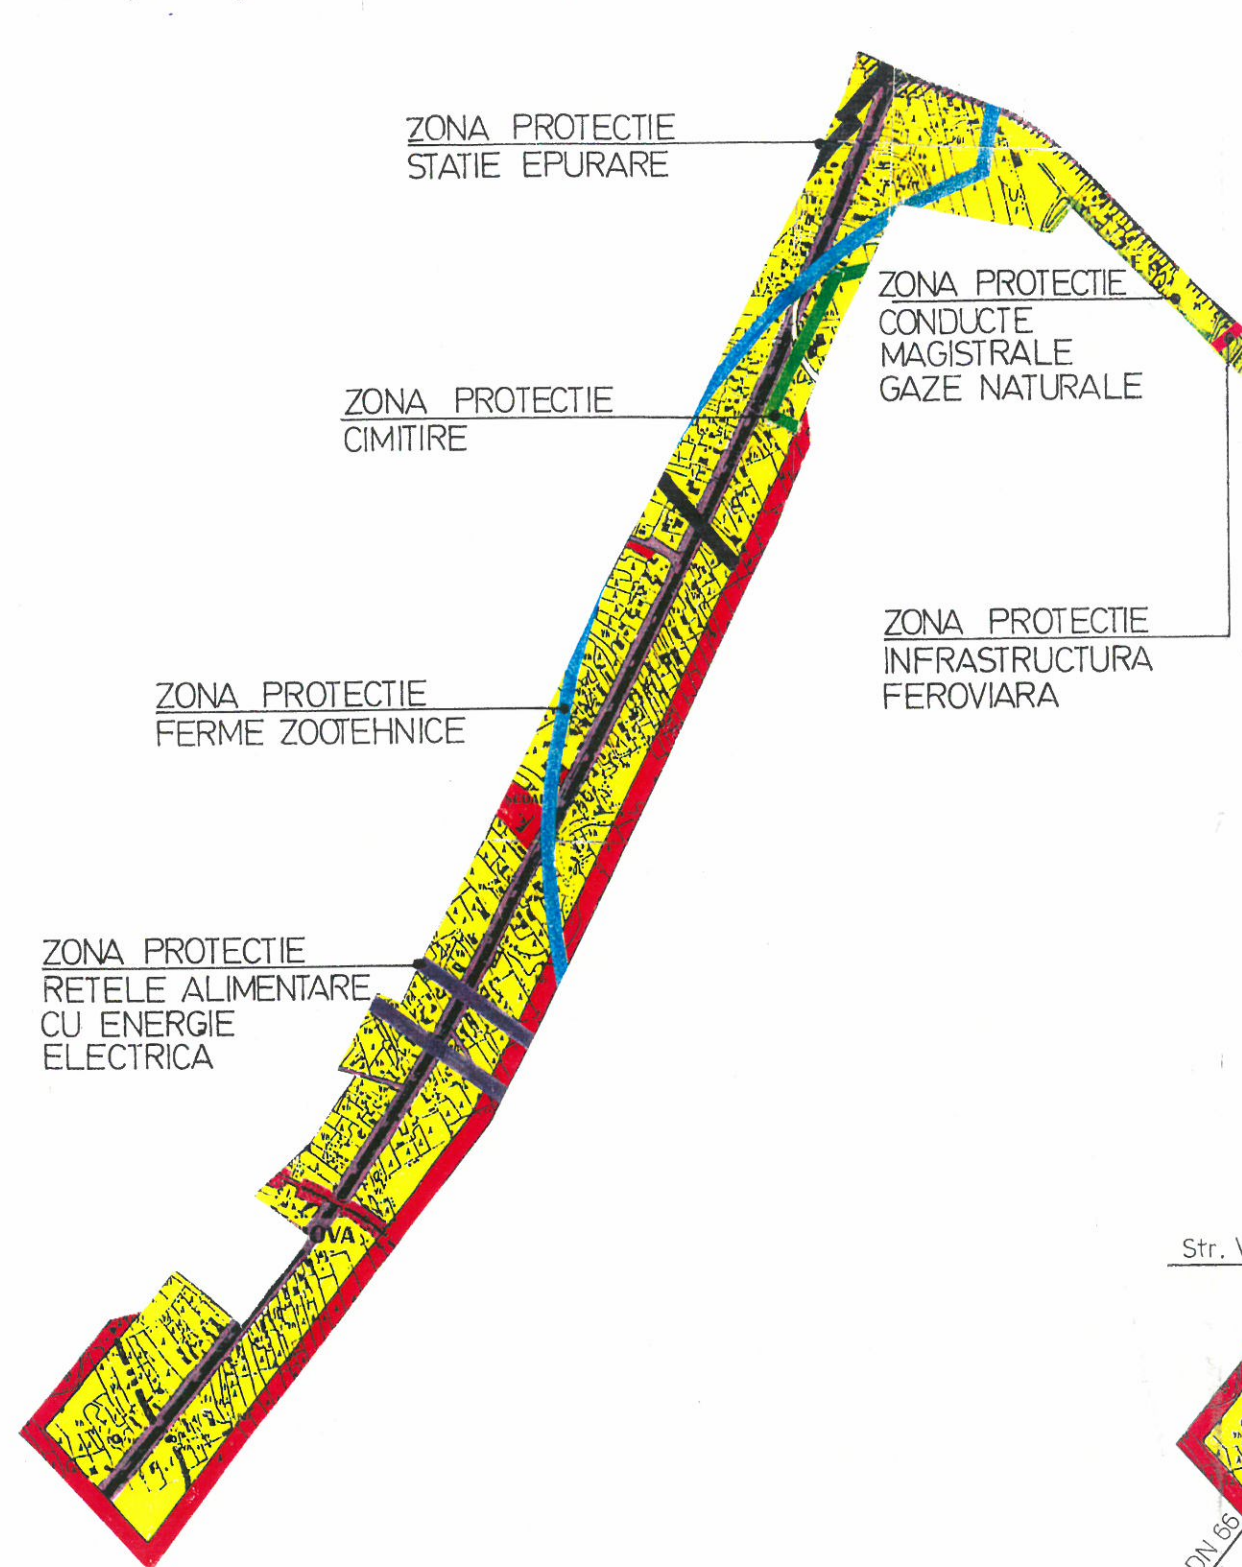 ZONA PROTECTIE
STATIE EPURARE
ZONA PROTECTIE
CONDUCTE
MAGISTRALE
GAZE NATURALE
ZONA PROTECTIE
CIMITIRE
ZONA PROTECTIE
INFRASTRUCTURA
FEROVIARA
ZONA PROTECTIE
FERME ZOOTEHNICE
ZONA PROTECTIE
RETELE ALIMENTARE
CU ENERGIE
ELECTRICA
OVA
Str.
DN 66